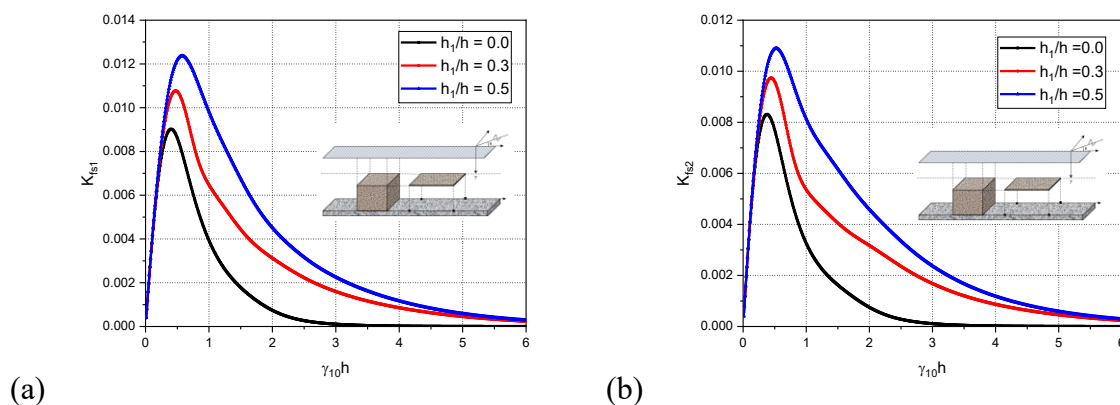 0.014
0.012
0.010
0.008
0.006
0.004
0.002
0.000
K_fs1
0 1 2 3 4 5 6
γ₁₀h
h₁/h = 0.0
h₁/h = 0.3
h₁/h = 0.5
(a)
0.012
0.010
0.008
0.006
0.004
0.002
0.000
K_fs2
0 1 2 3 4 5 6
γ₁₀h
h₁/h =0.0
h₁/h =0.3
h₁/h =0.5
(b)